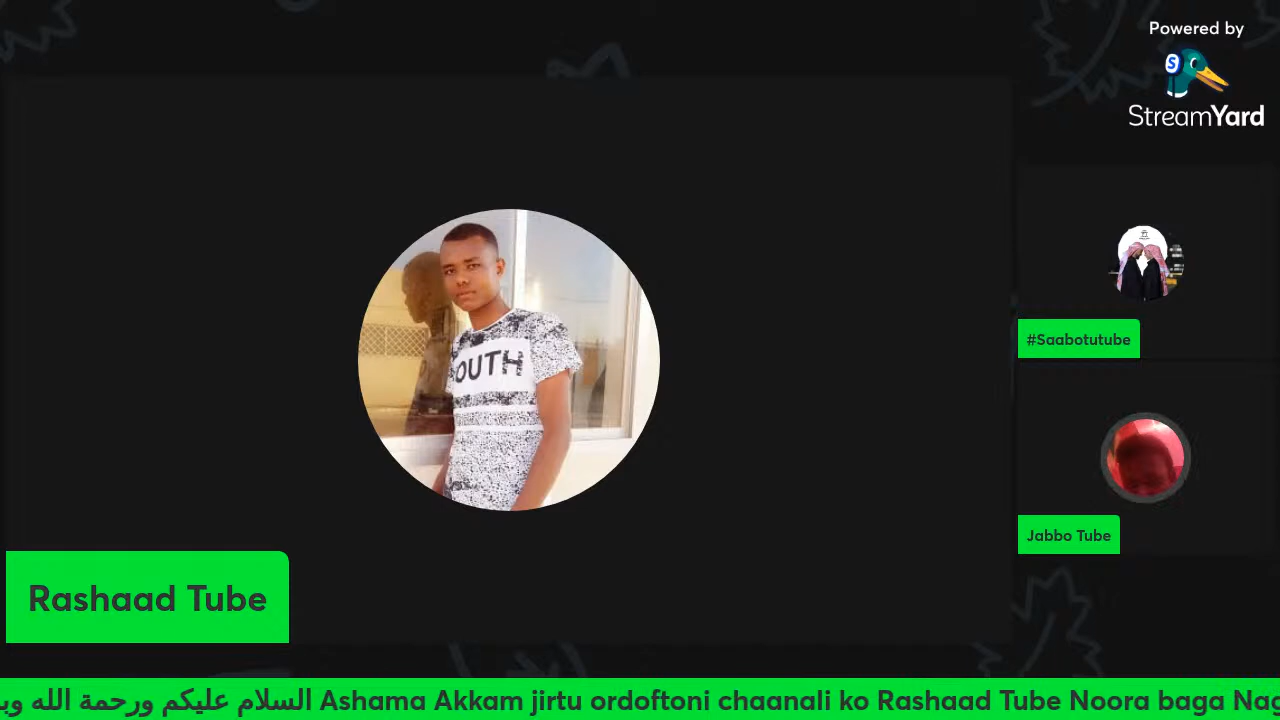 Powered by
StreamYard
OUTH
#Saabotutube
Jabbo Tube
Rashaad Tube
السلام عليكم ورحمة الله Ashama Akkam jirtu ordoftoni chaanali ko Rashaad Tube Noora baga